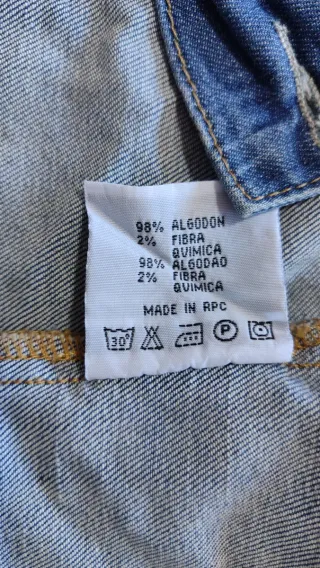 98% ALGODON
2% FIBRA
QUIMICA
98% ALGODAO
2% FIBRA
QUIMICA
MADE IN RPC
30° P